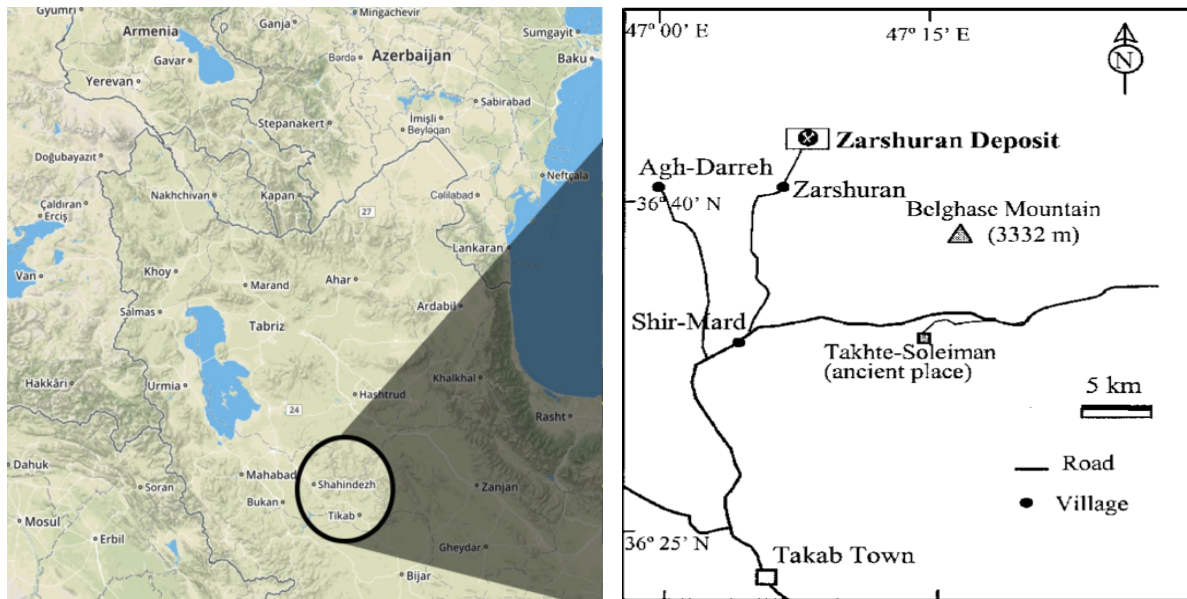 Gyumri
Ganja
Mingachevir
Sumgayit
Armenia
Gavar
Bərdə
Azerbaijan
Baku
Yerevan
Sabirabad
Stepanakert
İmişli
Beyləqan
Doğubayazıt
Nakhchivan
Kapan
Cəlilabad
Neftçala
Çaldıran
Erciş
27
Lankaran
Van
Khoy
Marand
Ahar
Ardabil
Salmas
Tabriz
Hakkâri
Urmia
Khalkhal
Hashtrud
24
Rasht
Dahuk
Mahabad
Shahindezh
Soran
Bukan
Zanjan
Tikab
Mosul
Erbil
Gheydar
Bijar
47° 00' E
47° 15' E
N
Zarshuran Deposit
Agh-Darreh
Zarshuran
36° 40' N
Belghase Mountain
(3332 m)
Shir-Mard
Takhte-Soleiman
(ancient place)
5 km
Road
Village
36° 25' N
Takab Town